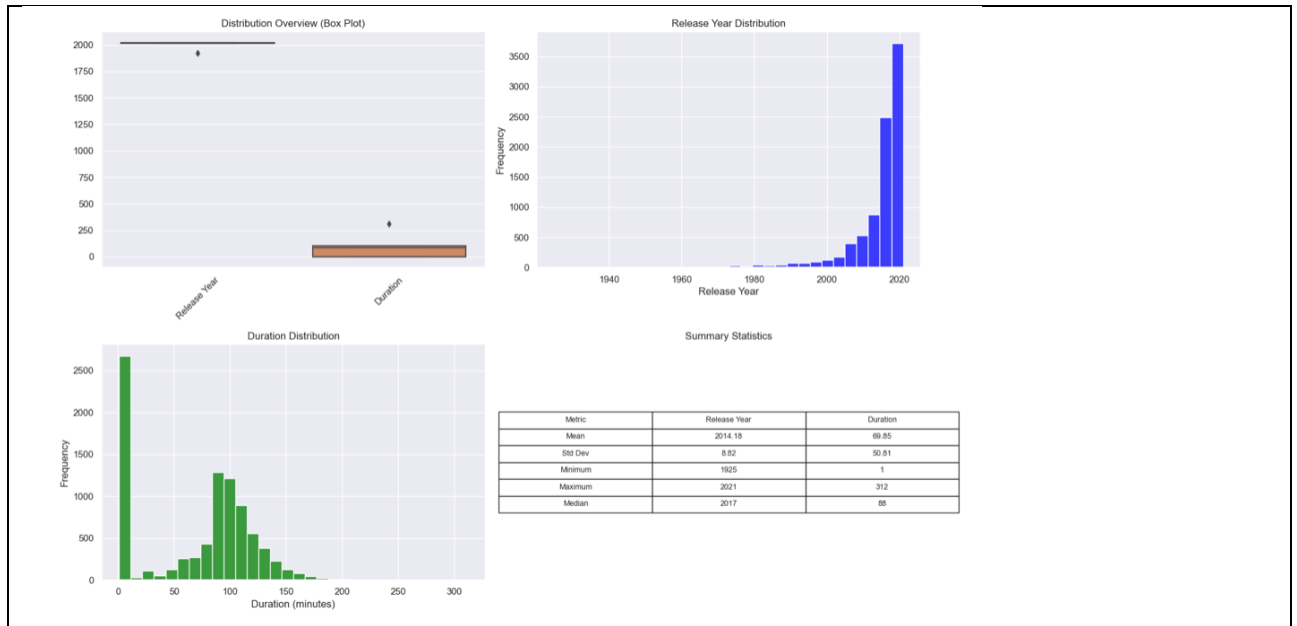 Distribution Overview (Box Plot)
2000
1750
1500
1250
1000
750
500
250
0
Release Year
Duration
Release Year Distribution
Frequency
3500
3000
2500
2000
1500
1000
500
0
1940 1960 1980 2000 2020
Release Year
Duration Distribution
Frequency
2500
2000
1500
1000
500
0
0 50 100 150 200 250 300
Duration (minutes)
Summary Statistics
Metric Release Year Duration
Mean 2014.18 69.85
Std Dev 8.82 50.81
Minimum 1925 1
Maximum 2021 312
Median 2017 88